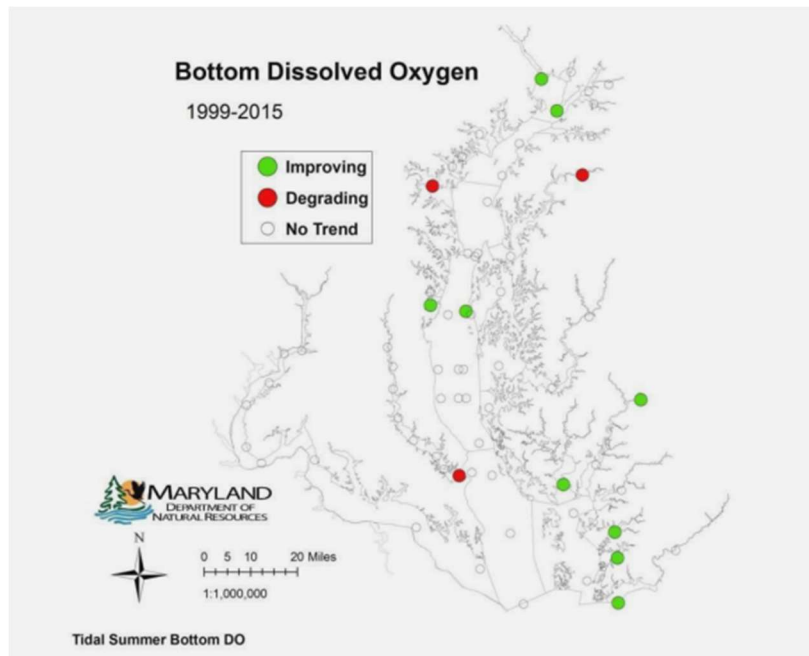 Bottom Dissolved Oxygen
1999-2015
Improving
Degrading
No Trend
MARYLAND
DEPARTMENT OF
NATURAL RESOURCES
N
0 5 10 20 Miles
1:1,000,000
Tidal Summer Bottom DO